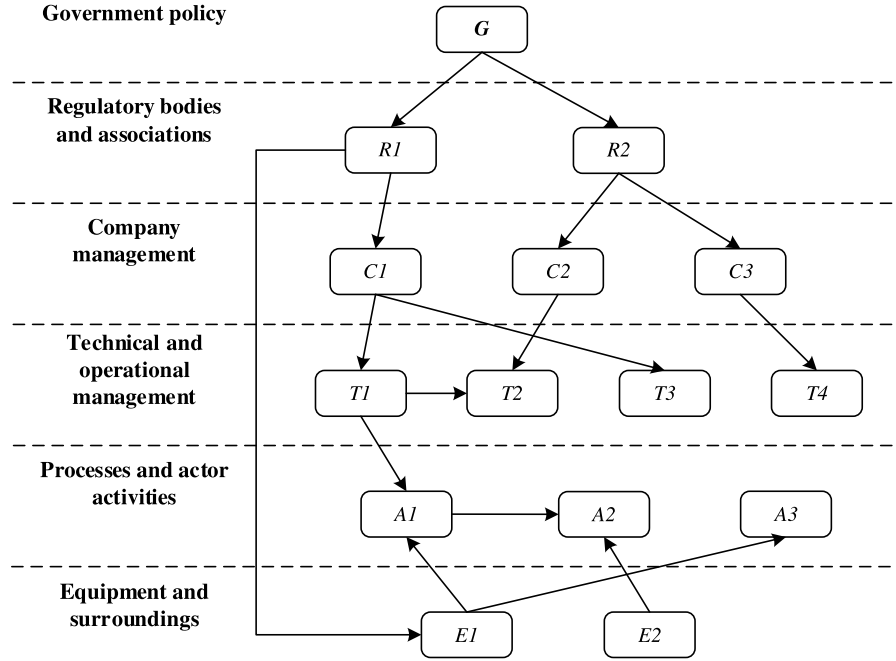 Government policy
G
Regulatory bodies
and associations
R1
R2
Company
management
C1
C2
C3
Technical and
operational
management
T1
T2
T3
T4
Processes and actor
activities
A1
A2
A3
Equipment and
surroundings
E1
E2